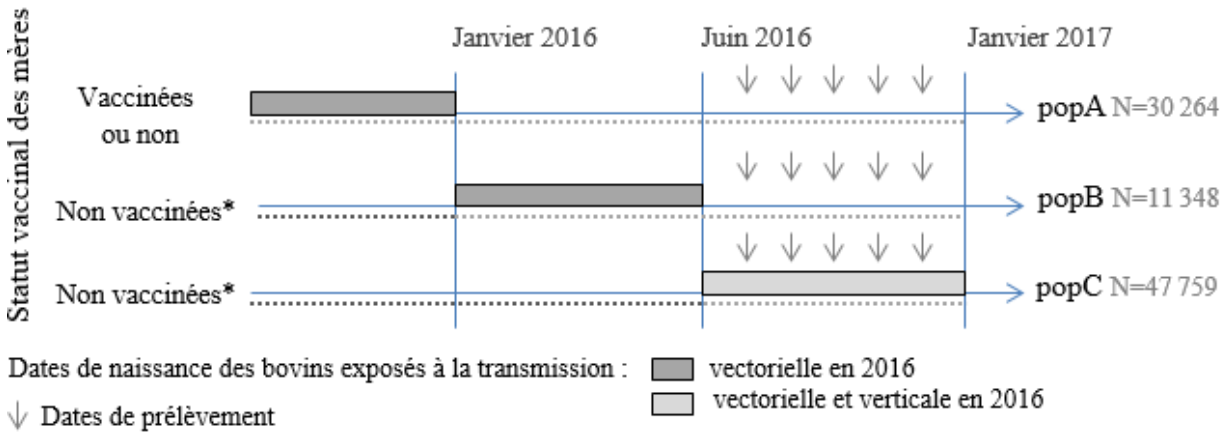 Statut vaccinal des mères
Janvier 2016 Juin 2016 Janvier 2017
Vaccinées
ou non
popA N=30 264
Non vaccinées* popB N=11 348
Non vaccinées* popC N=47 759
Dates de naissance des bovins exposés à la transmission : vectorielle en 2016
vectorielle et verticale en 2016
Dates de prélèvement